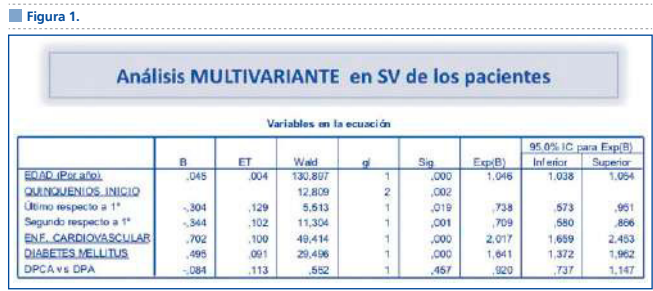 Figura 1.
Análisis MULTIVARIANTE en SV de los pacientes
Variables en la ecuación
95.0% IC para Exp(B)
B ET Wald gl Sig. Exp(B) Inferior Superior
EDAD (Por año). ,045 ,004 130,897 1 ,000 1,046 1,038 1,054
QUINQUENIOS INICIO 12,809 2 ,002
Último respecto a 1º -,304 ,129 5,513 1 ,019 ,738 ,573 ,951
Segundo respecto a 1º -,344 ,102 11,304 1 ,001 ,709 ,580 ,866
ENF. CARDIOVASCULAR ,702 ,100 49,414 1 ,000 2,017 1,659 2,453
DIABETES MELLITUS ,495 ,091 29,496 1 ,000 1,641 1,372 1,962
DPCA vs DPA -,084 ,113 ,552 1 ,457 ,920 ,737 1,147